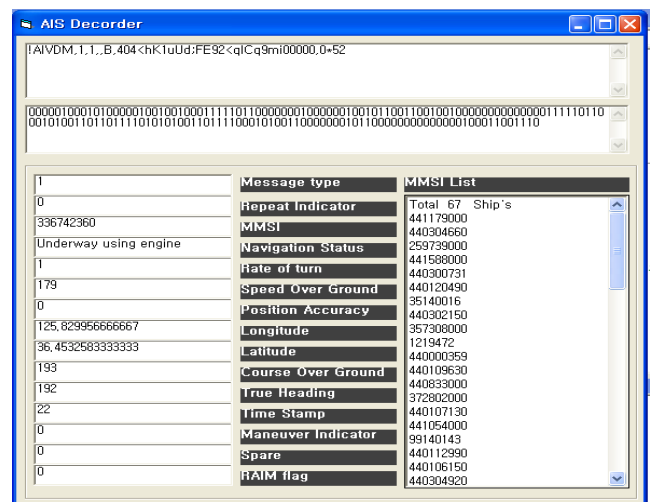 AIS Decorder
!AIVDM,1,1,,B,404<hK1uUd;FE92<qlCq9mi00000,0*52
1 Message type MMSI List
0 Repeat Indicator
336742360 MMSI
Underway using engine Navigation Status
1 Rate of turn
179 Speed Over Ground
0 Position Accuracy
125,829956666667 Longitude
36,4532583333333 Latitude
193 Course Over Ground
192 True Heading
22 Time Stamp
0 Maneuver Indicator
0 Spare
0 RAIM flag
Total 67 Ship's
441179000
440304660
259739000
441588000
440300731
440120490
35140016
440302150
357308000
1219472
440000359
440109630
440833000
372802000
440107130
441054000
99140143
440112990
440106150
440304920